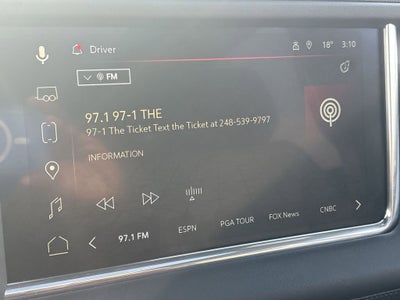 Driver
18° 3:10
FM
97.1 97-1 THE
97-1 The Ticket Text the Ticket at 248-539-9797
INFORMATION
97.1 FM ESPN PGA TOUR FOX News CNBC